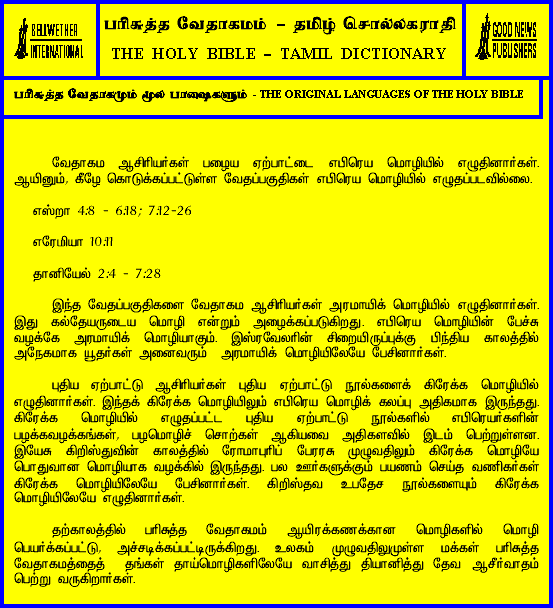 BELLWETHER
INTERNATIONAL
பரிசுத்த வேதாகமம் – தமிழ் சொல்லகராதி
THE HOLY BIBLE – TAMIL DICTIONARY
GOOD NEWS
PUBLISHERS
பரிசுத்த வேதாகமமும் மூல பாஷைகளும் - THE ORIGINAL LANGUAGES OF THE HOLY BIBLE
வேதாகம ஆசிரியர்கள் பழைய ஏற்பாட்டை எபிரெய மொழியில் எழுதினார்கள்.
ஆயினும், கீழே கொடுக்கப்பட்டுள்ள வேதப்பகுதிகள் எபிரெய மொழியில் எழுதப்படவில்லை.
எஸ்றா 4:8 - 6:18; 7:12-26
எரேமியா 10:11
தானியேல் 2:4 - 7:28
இந்த வேதப்பகுதிகளை வேதாகம ஆசிரியர்கள் அரமாயிக் மொழியில் எழுதினார்கள்.
இது கல்தேயருடைய மொழி என்றும் அழைக்கப்படுகிறது. எபிரெய மொழியின் பேச்சு
வழக்கே அரமாயிக் மொழியாகும். இஸ்ரவேலரின் சிறையிருப்புக்கு பிந்திய காலத்தில்
அநேகமாக யூதர்கள் அனைவரும் அரமாயிக் மொழியிலேயே பேசினார்கள்.
புதிய ஏற்பாட்டு ஆசிரியர்கள் புதிய ஏற்பாட்டு நூல்களைக் கிரேக்க மொழியில்
எழுதினார்கள். இந்தக் கிரேக்க மொழியிலும் எபிரெய மொழிக் கலப்பு அதிகமாக இருந்தது.
கிரேக்க மொழியில் எழுதப்பட்ட புதிய ஏற்பாட்டு நூல்களில் எபிரெயர்களின்
பழக்கவழக்கங்கள், பழமொழிச் சொற்கள் ஆகியவை அதிகளவில் இடம் பெற்றுள்ளன.
இயேசு கிறிஸ்துவின் காலத்தில் ரோமாபுரிப் பேரரசு முழுவதிலும் கிரேக்க மொழியே
பொதுவான மொழியாக வழக்கில் இருந்தது. பல ஊர்களுக்கும் பயணம் செய்த வணிகர்கள்
கிரேக்க மொழியிலேயே பேசினார்கள். கிறிஸ்தவ உபதேச நூல்களையும் கிரேக்க
மொழியிலேயே எழுதினார்கள்.
தற்காலத்தில் பரிசுத்த வேதாகமம் ஆயிரக்கணக்கான மொழிகளில் மொழி
பெயர்க்கப்பட்டு, அச்சடிக்கப்பட்டிருக்கிறது. உலகம் முழுவதிலுமுள்ள மக்கள் பரிசுத்த
வேதாகமத்தைத் தங்கள் தாய்மொழிகளிலேயே வாசித்து தியானித்து தேவ ஆசீர்வாதம்
பெற்று வருகிறார்கள்.